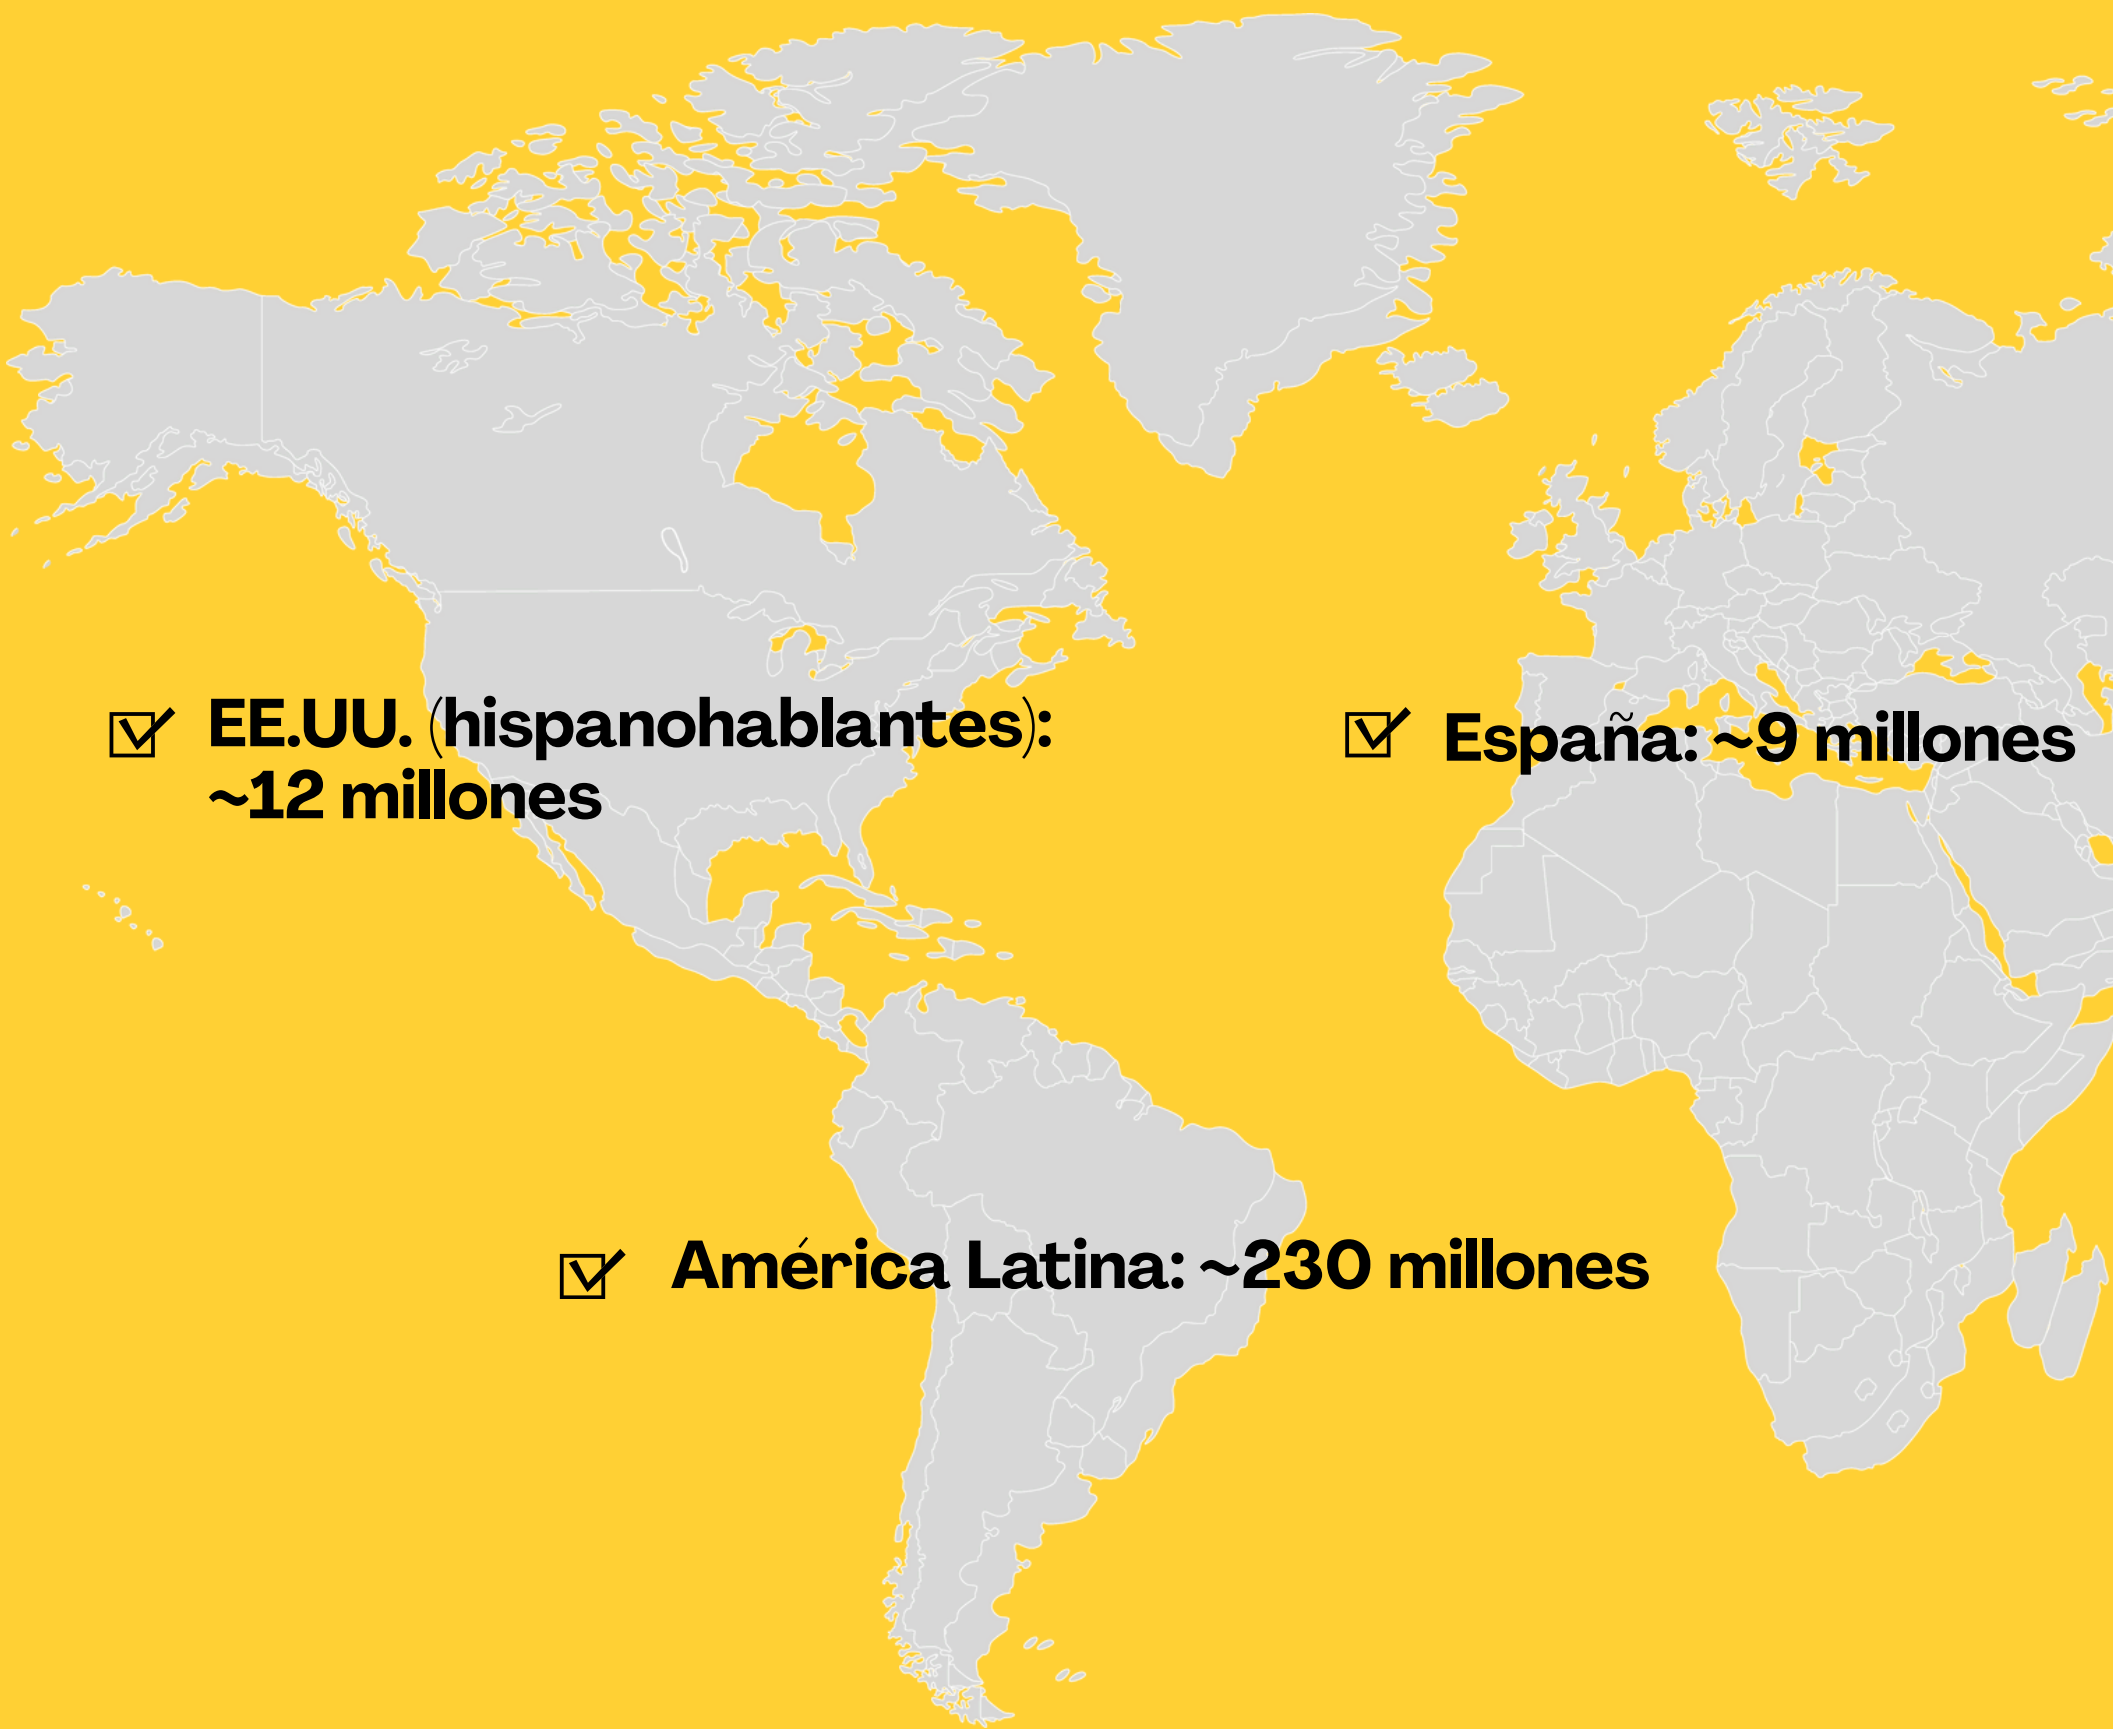 EE.UU. (hispanohablantes):
~12 millones
España: ~9 millones
América Latina: ~230 millones